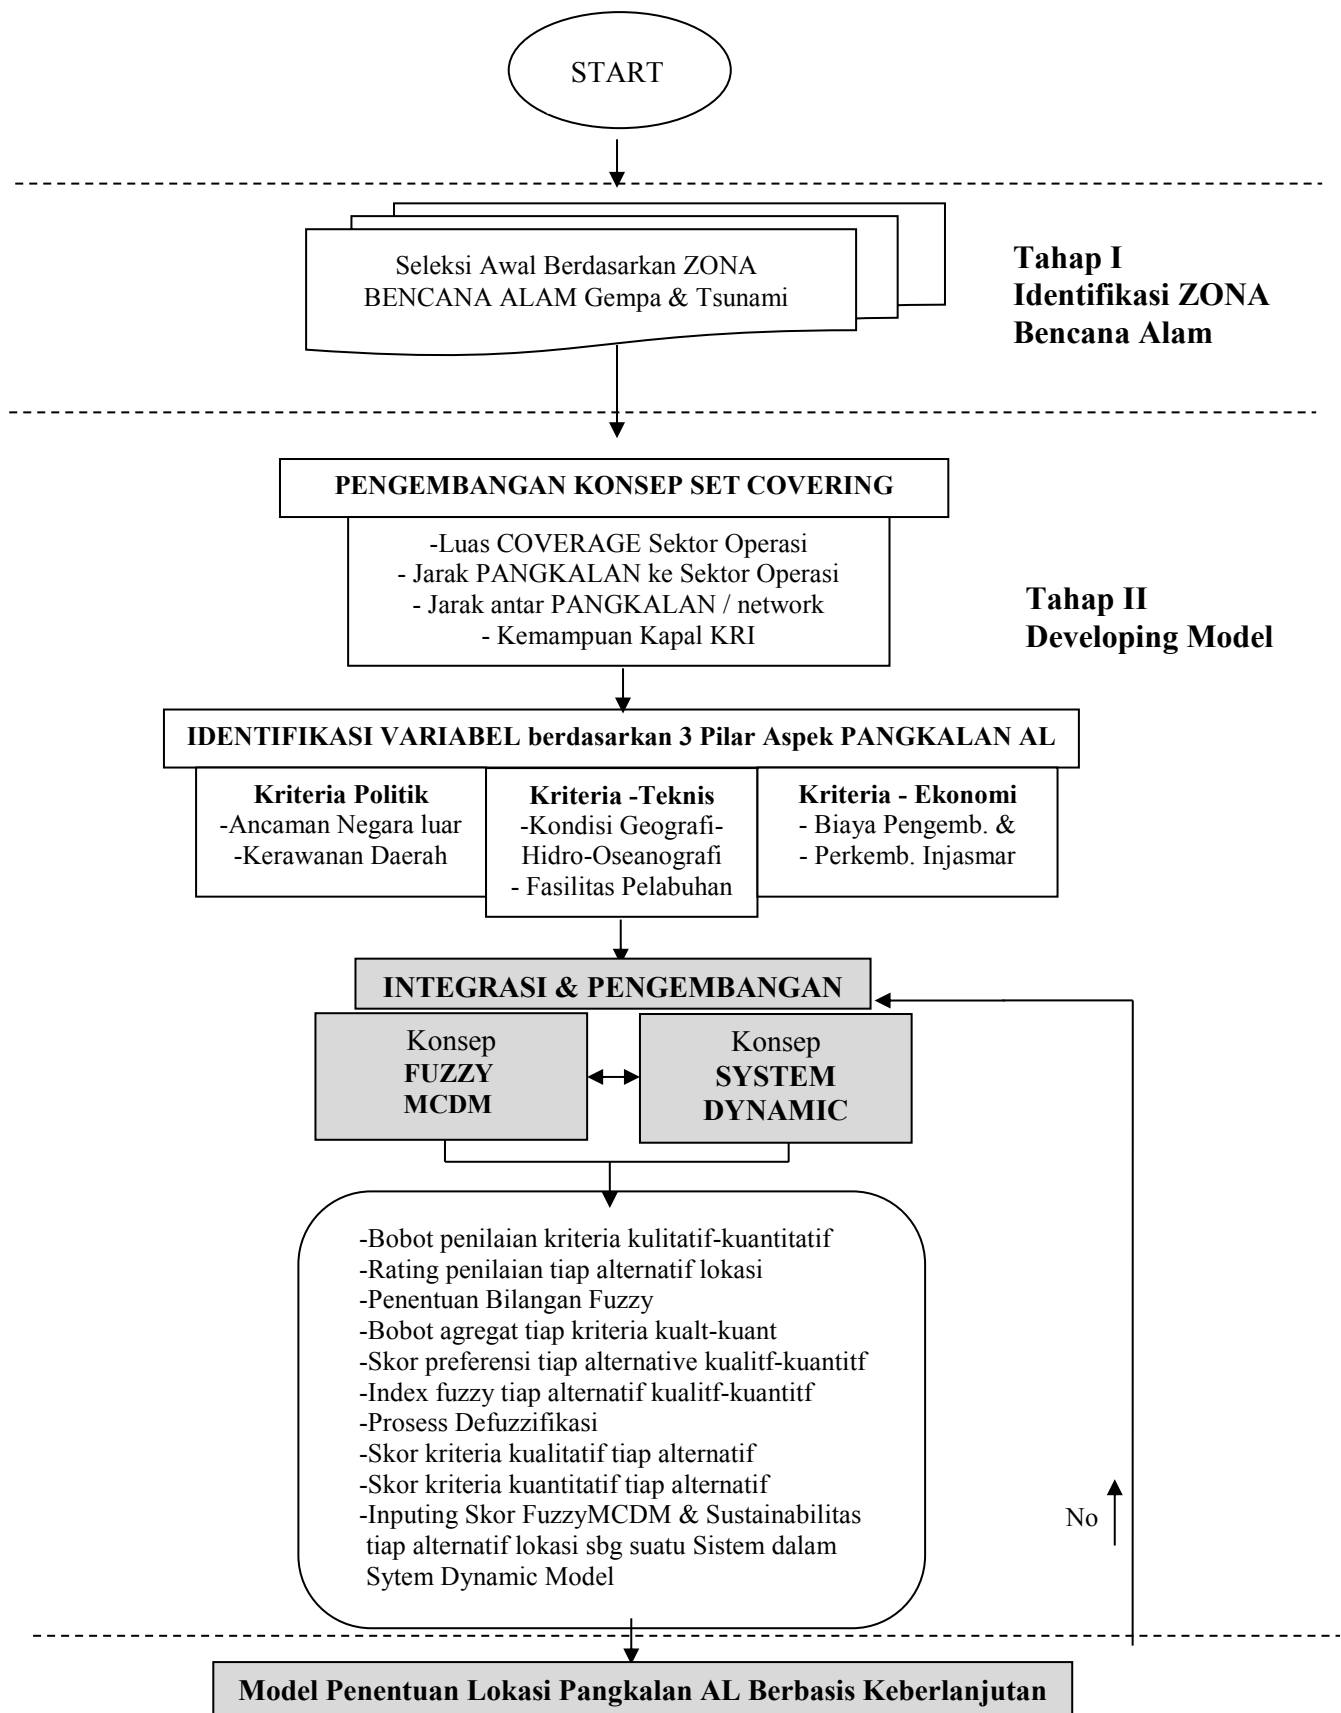 START
Seleksi Awal Berdasarkan ZONA
BENCANA ALAM Gempa & Tsunami
Tahap I
Identifikasi ZONA
Bencana Alam
PENGEMBANGAN KONSEP SET COVERING
-Luas COVERAGE Sektor Operasi
- Jarak PANGKALAN ke Sektor Operasi
- Jarak antar PANGKALAN / network
- Kemampuan Kapal KRI
Tahap II
Developing Model
IDENTIFIKASI VARIABEL berdasarkan 3 Pilar Aspek PANGKALAN AL
Kriteria Politik
-Ancaman Negara luar
-Kerawanan Daerah
Kriteria -Teknis
-Kondisi Geografi-
Hidro-Oseanografi
- Fasilitas Pelabuhan
Kriteria - Ekonomi
- Biaya Pengemb. &
- Perkemb. Injasmar
INTEGRASI & PENGEMBANGAN
Konsep
FUZZY
MCDM
Konsep
SYSTEM
DYNAMIC
-Bobot penilaian kriteria kulitatif-kuantitatif
-Rating penilaian tiap alternatif lokasi
-Penentuan Bilangan Fuzzy
-Bobot agregat tiap kriteria kualt-kuant
-Skor preferensi tiap alternative kualitf-kuantitf
-Index fuzzy tiap alternatif kualitf-kuantitf
-Prosess Defuzzifikasi
-Skor kriteria kualitatif tiap alternatif
-Skor kriteria kuantitatif tiap alternatif
-Inputing Skor FuzzyMCDM & Sustainabilitas
tiap alternatif lokasi sbg suatu Sistem dalam
Sytem Dynamic Model
No
Model Penentuan Lokasi Pangkalan AL Berbasis Keberlanjutan